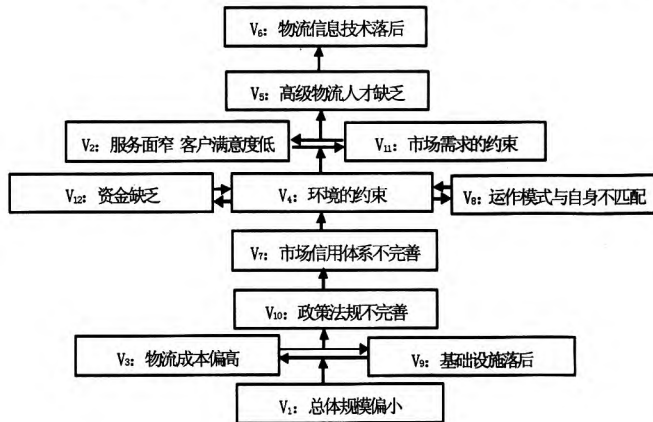 V₆: 物流信息技术落后
V₅: 高级物流人才缺乏
V₂: 服务面窄 客户满意度低
V₁₁: 市场需求的约束
V₁₂: 资金缺乏
V₄: 环境的约束
V₈: 运作模式与自身不匹配
V₇: 市场信用体系不完善
V₁₀: 政策法规不完善
V₃: 物流成本偏高
V₉: 基础设施落后
V₁: 总体规模偏小